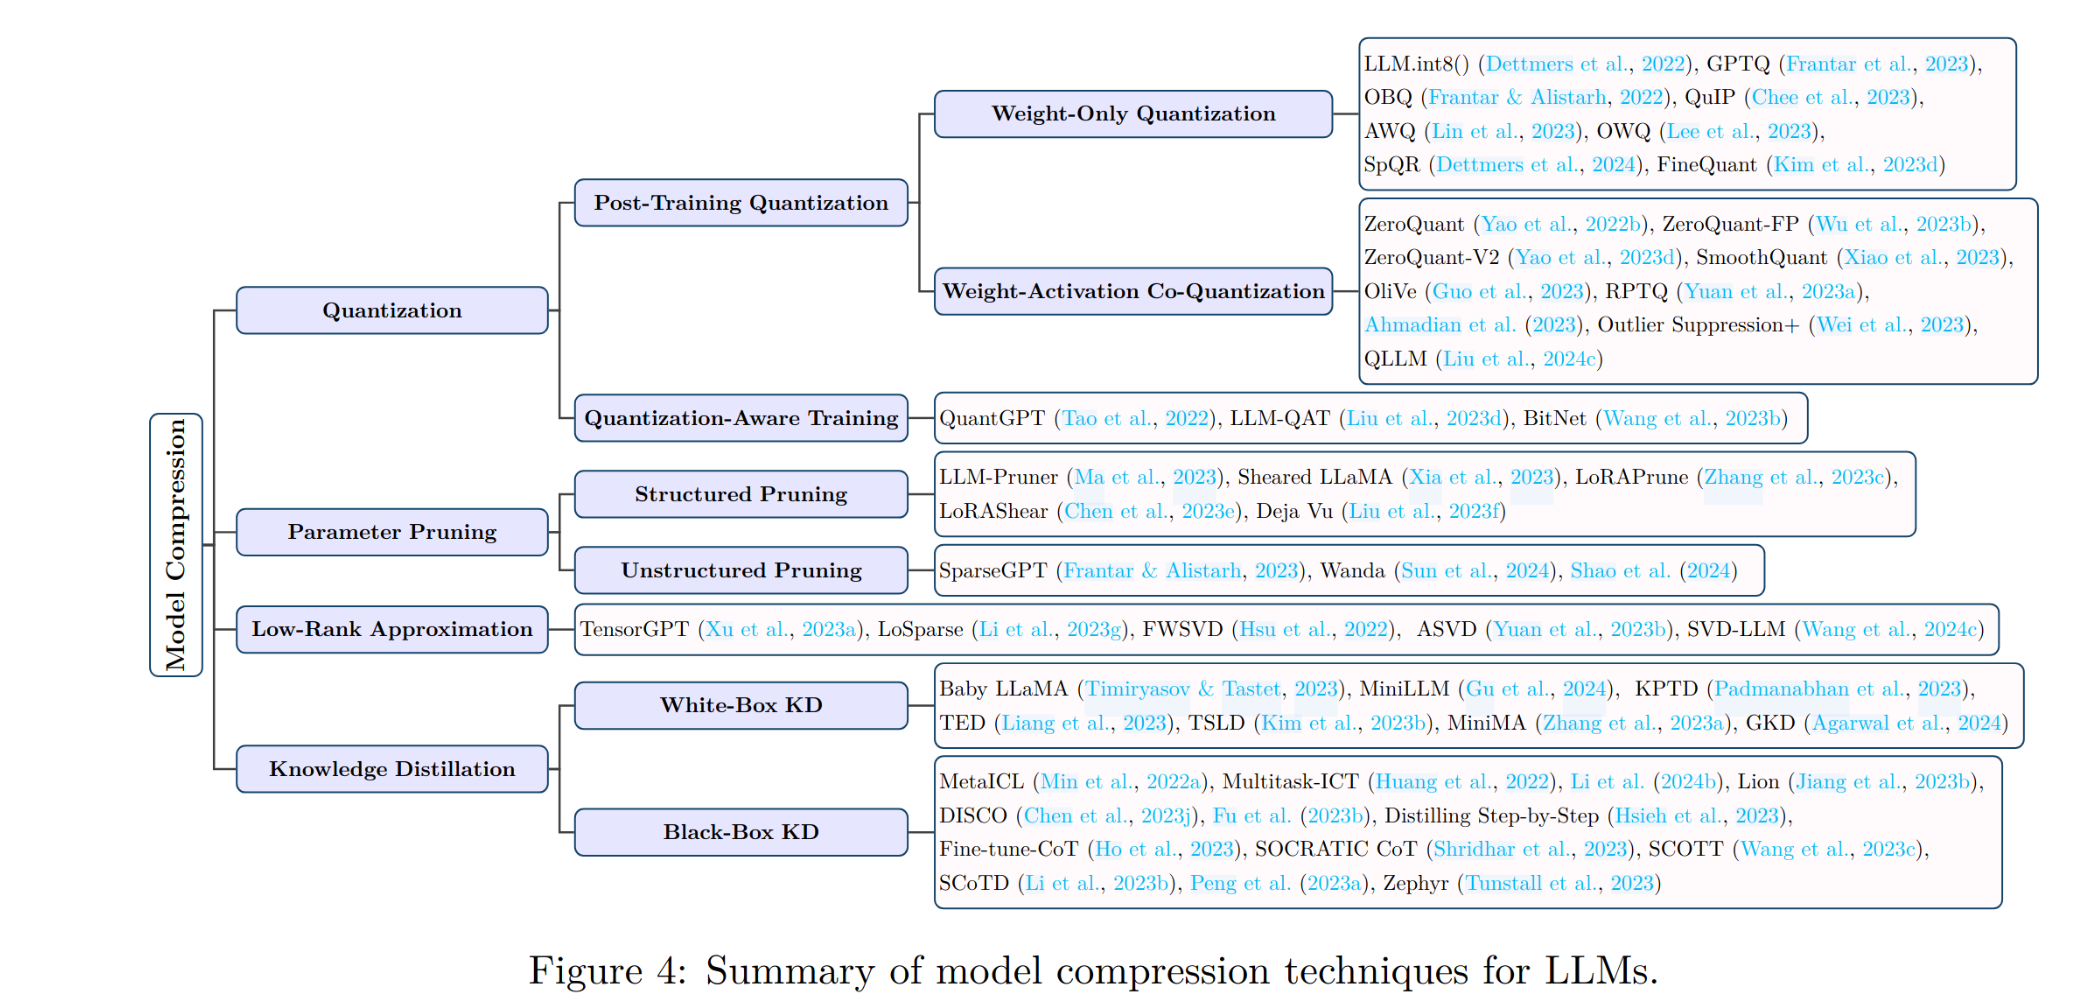 Model Compression
Quantization
Post-Training Quantization
Weight-Only Quantization
LLM.int8() (Dettmers et al., 2022), GPTQ (Frantar et al., 2023),
OBQ (Frantar & Alistarh, 2022), QuIP (Chee et al., 2023),
AWQ (Lin et al., 2023), OWQ (Lee et al., 2023),
SpQR (Dettmers et al., 2024), FineQuant (Kim et al., 2023d)
Weight-Activation Co-Quantization
ZeroQuant (Yao et al., 2022b), ZeroQuant-FP (Wu et al., 2023b),
ZeroQuant-V2 (Yao et al., 2023d), SmoothQuant (Xiao et al., 2023),
OliVe (Guo et al., 2023), RPTQ (Yuan et al., 2023a),
Ahmadian et al. (2023), Outlier Suppression+ (Wei et al., 2023),
QLLM (Liu et al., 2024c)
Quantization-Aware Training
QuantGPT (Tao et al., 2022), LLM-QAT (Liu et al., 2023d), BitNet (Wang et al., 2023b)
Parameter Pruning
Structured Pruning
LLM-Pruner (Ma et al., 2023), Sheared LLaMA (Xia et al., 2023), LoRAPrune (Zhang et al., 2023c),
LoRAShear (Chen et al., 2023e), Deja Vu (Liu et al., 2023f)
Unstructured Pruning
SparseGPT (Frantar & Alistarh, 2023), Wanda (Sun et al., 2024), Shao et al. (2024)
Low-Rank Approximation
TensorGPT (Xu et al., 2023a), LoSparse (Li et al., 2023g), FWSVD (Hsu et al., 2022), ASVD (Yuan et al., 2023b), SVD-LLM (Wang et al., 2024c)
Knowledge Distillation
White-Box KD
Baby LLaMA (Timiryasov & Tastet, 2023), MiniLLM (Gu et al., 2024), KPTD (Padmanabhan et al., 2023),
TED (Liang et al., 2023), TSLD (Kim et al., 2023b), MiniMA (Zhang et al., 2023a), GKD (Agarwal et al., 2024)
Black-Box KD
MetaICL (Min et al., 2022a), Multitask-ICT (Huang et al., 2022), Li et al. (2024b), Lion (Jiang et al., 2023b),
DISCO (Chen et al., 2023j), Fu et al. (2023b), Distilling Step-by-Step (Hsieh et al., 2023),
Fine-tune-CoT (Ho et al., 2023), SOCRATIC CoT (Shridhar et al., 2023), SCOTT (Wang et al., 2023c),
SCoTD (Li et al., 2023b), Peng et al. (2023a), Zephyr (Tunstall et al., 2023)
Figure 4: Summary of model compression techniques for LLMs.